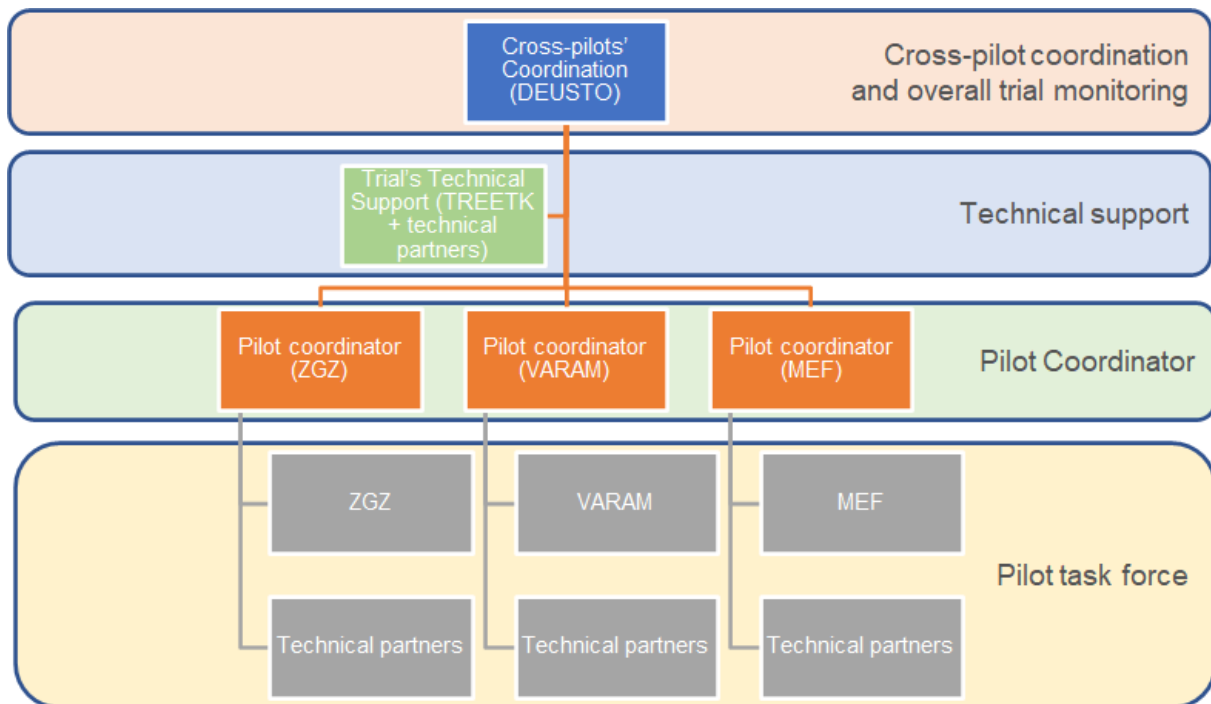 Cross-pilots'
Coordination
(DEUSTO)
Cross-pilot coordination
and overall trial monitoring
Trial's Technical
Support (TREETK
+ technical
partners)
Technical support
Pilot coordinator
(ZGZ)
Pilot coordinator
(VARAM)
Pilot coordinator
(MEF)
Pilot Coordinator
ZGZ
VARAM
MEF
Pilot task force
Technical partners
Technical partners
Technical partners